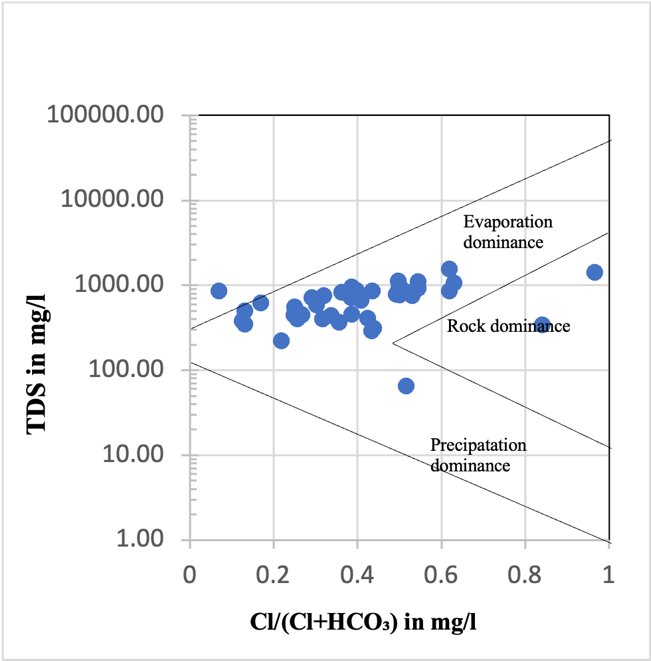 100000.00
10000.00
1000.00
100.00
10.00
1.00
TDS in mg/l
Evaporation
dominance
Rock dominance
Precipatation
dominance
0 0.2 0.4 0.6 0.8 1
Cl/(Cl+HCO₃) in mg/l